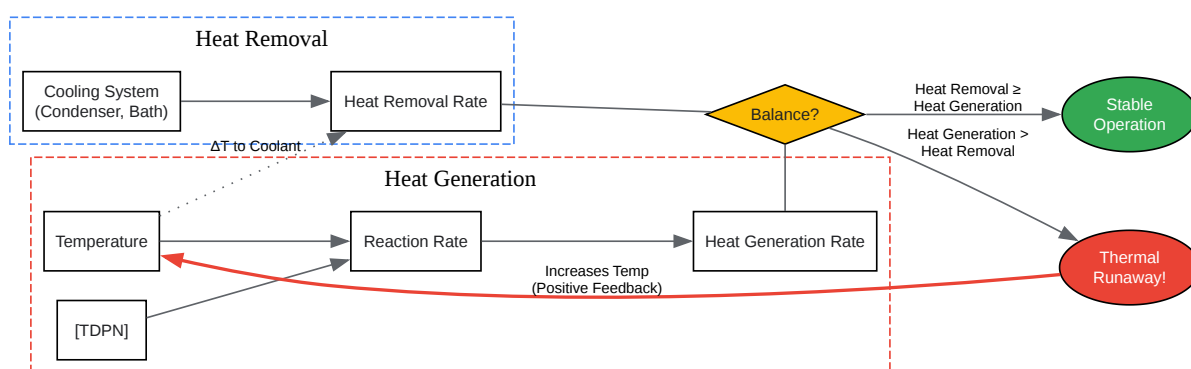 Heat Removal
Cooling System
(Condenser, Bath)
Heat Removal Rate
Balance?
Heat Removal ≥
Heat Generation
Stable
Operation
Heat Generation >
Heat Removal
ΔT to Coolant
Heat Generation
Temperature
Reaction Rate
Heat Generation Rate
Thermal
Runaway!
Increases Temp
(Positive Feedback)
[TDPN]